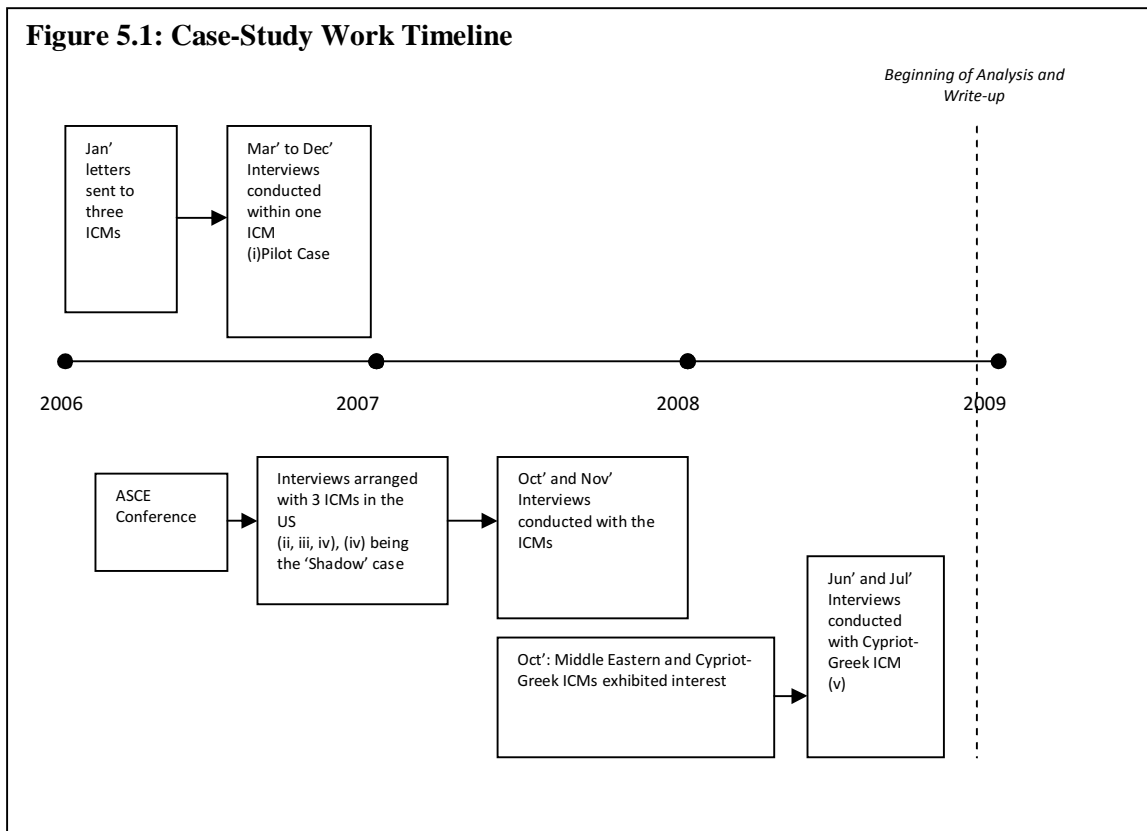 Figure 5.1: Case-Study Work Timeline
Beginning of Analysis and
Write-up
Jan’
letters
sent to
three
ICMs
Mar’ to Dec’
Interviews
conducted
within one
ICM
(i)Pilot Case
2006
2007
2008
2009
ASCE
Conference
Interviews arranged
with 3 ICMs in the
US
(ii, iii, iv), (iv) being
the ‘Shadow’ case
Oct’ and Nov’
Interviews
conducted with the
ICMs
Oct’: Middle Eastern and Cypriot-
Greek ICMs exhibited interest
Jun’ and Jul’
Interviews
conducted
with Cypriot-
Greek ICM
(v)